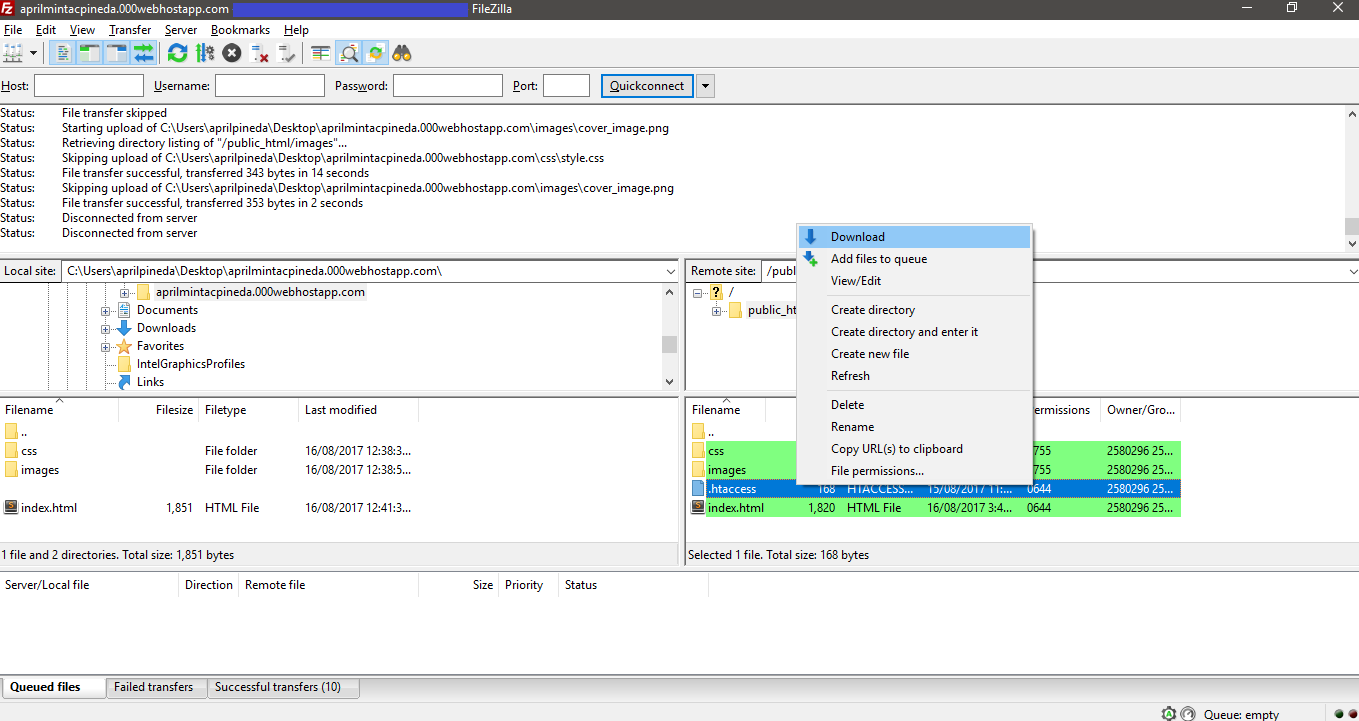 aprilmintacpineda.000webhostapp.com FileZilla
File Edit View Transfer Server Bookmarks Help
Host: Username: Password: Port: Quickconnect
Status: File transfer skipped
Status: Starting upload of C:\Users\aprilpineda\Desktop\aprilmintacpineda.000webhostapp.com\images\cover_image.png
Status: Retrieving directory listing of "/public_html/images"...
Status: Skipping upload of C:\Users\aprilpineda\Desktop\aprilmintacpineda.000webhostapp.com\css\style.css
Status: File transfer successful, transferred 343 bytes in 14 seconds
Status: Skipping upload of C:\Users\aprilpineda\Desktop\aprilmintacpineda.000webhostapp.com\images\cover_image.png
Status: File transfer successful, transferred 353 bytes in 2 seconds
Status: Disconnected from server
Status: Disconnected from server
Local site: C:\Users\aprilpineda\Desktop\aprilmintacpineda.000webhostapp.com\
aprilmintacpineda.000webhostapp.com
Documents
Downloads
Favorites
IntelGraphicsProfiles
Links
Remote site: /publ
/
public_ht
Download
Add files to queue
View/Edit
Create directory
Create directory and enter it
Create new file
Refresh
Delete
Rename
Copy URL(s) to clipboard
File permissions...
Filename Filesize Filetype Last modified
..
css File folder 16/08/2017 12:38:3...
images File folder 16/08/2017 12:38:5...
index.html 1,851 HTML File 16/08/2017 12:41:3...
1 file and 2 directories. Total size: 1,851 bytes
Filename ermissions Owner/Gro...
..
css 755 2580296 25...
images 755 2580296 25...
.htaccess 168 HTACCESS... 15/08/2017 11:... 0644 2580296 25...
index.html 1,820 HTML File 16/08/2017 3:4... 0644 2580296 25...
Selected 1 file. Total size: 168 bytes
Server/Local file Direction Remote file Size Priority Status
Queued files Failed transfers Successful transfers (10)
Queue: empty